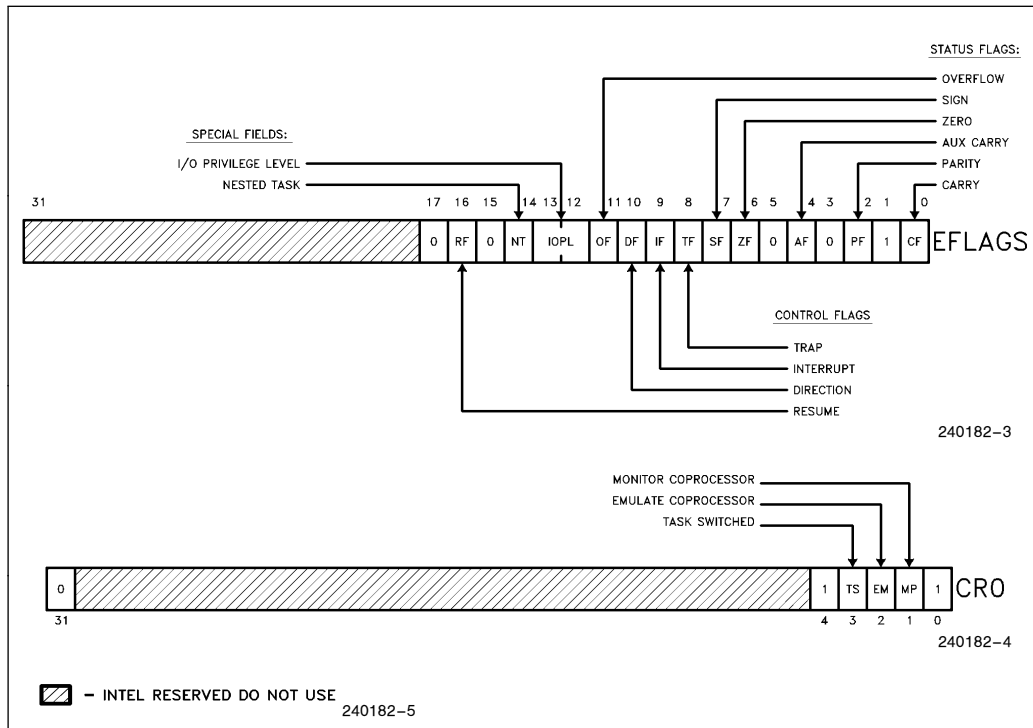 STATUS FLAGS:
OVERFLOW
SIGN
ZERO
AUX CARRY
PARITY
CARRY
SPECIAL FIELDS:
I/O PRIVILEGE LEVEL
NESTED TASK
31 17 16 15 14 13 12 11 10 9 8 7 6 5 4 3 2 1 0
0 RF 0 NT IOPL OF DF IF TF SF ZF 0 AF 0 PF 1 CF EFLAGS
CONTROL FLAGS
TRAP
INTERRUPT
DIRECTION
RESUME
240182–3
MONITOR COPROCESSOR
EMULATE COPROCESSOR
TASK SWITCHED
0 1 TS EM MP 1 CR0
31 4 3 2 1 0
240182–4
– INTEL RESERVED DO NOT USE
240182–5